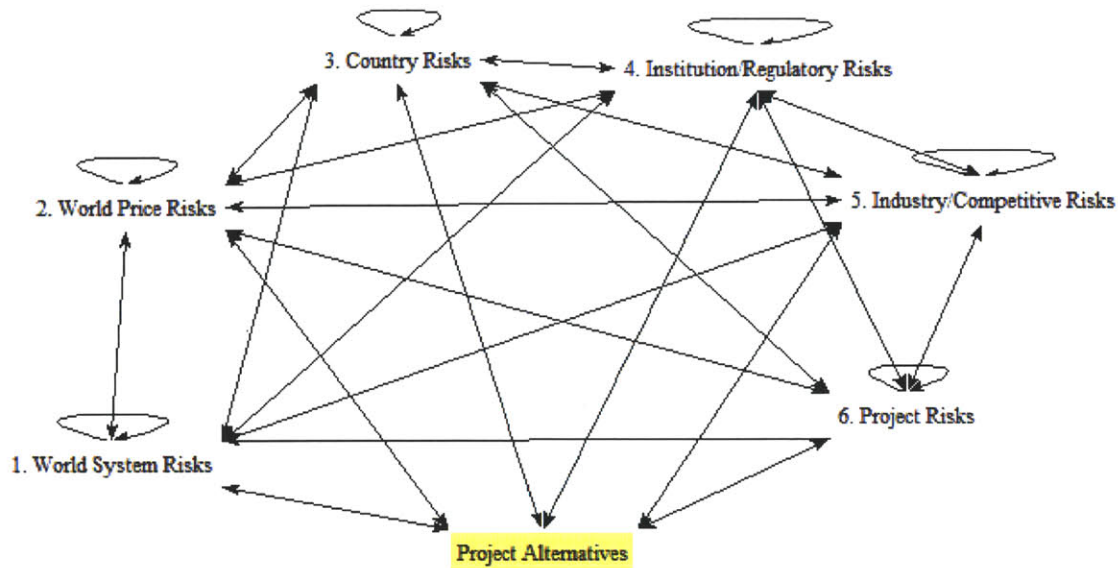 3. Country Risks
4. Institution/Regulatory Risks
2. World Price Risks
5. Industry/Competitive Risks
6. Project Risks
1. World System Risks
Project Alternatives